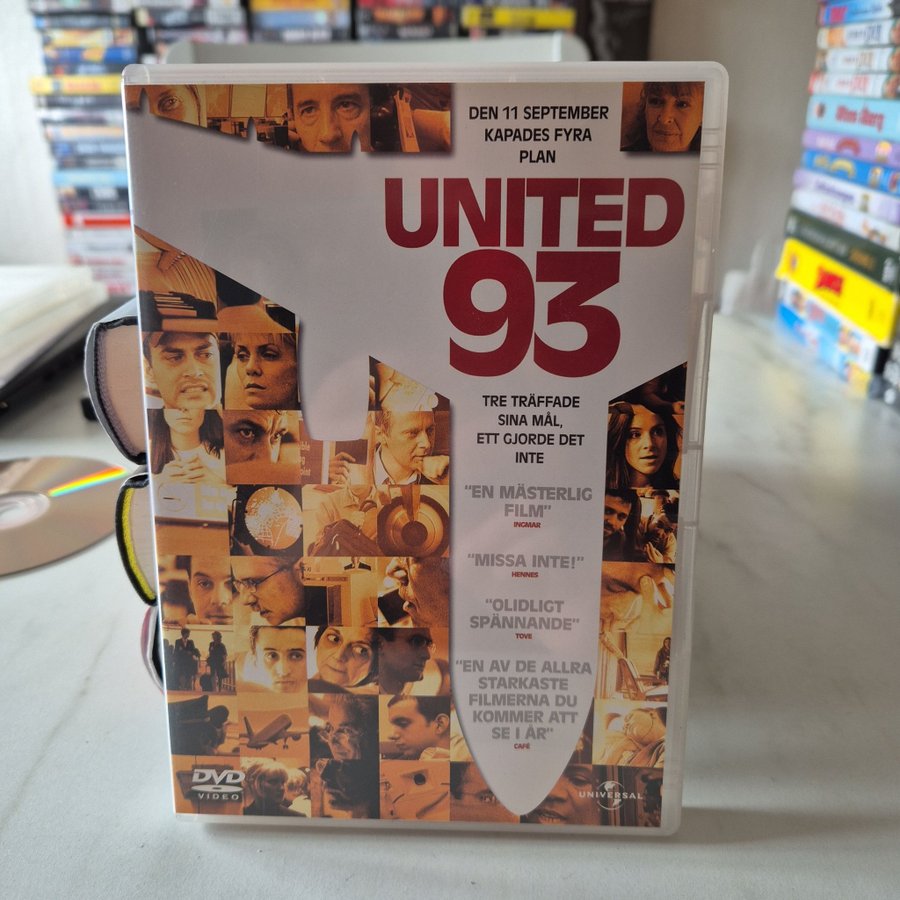 DEN 11 SEPTEMBER
KAPADES FYRA
PLAN
UNITED
93
TRE TRÄFFADE
SINA MÅL,
ETT GJORDE DET
INTE
"EN MÄSTERLIG
FILM"
INGMAR
"MISSA INTE!"
HENNES
"OLIDLIGT
SPÄNNANDE"
TOVE
"EN AV DE ALLRA
STARKASTE
FILMERNA DU
KOMMER ATT
SE I ÅR"
CAFÉ
DVD
VIDEO
UNIVERSAL